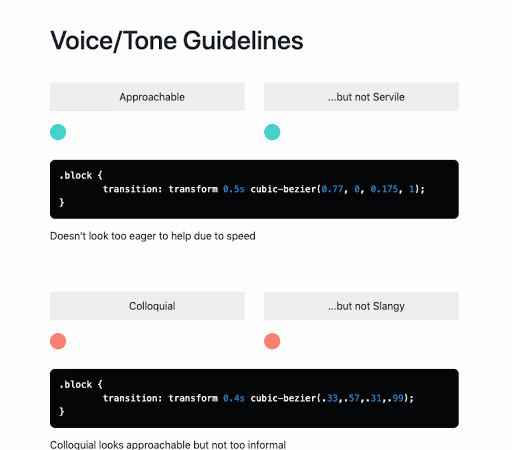 Voice/Tone Guidelines
Approachable
...but not Servile
.block {
        transition: transform 0.5s cubic-bezier(0.77, 0, 0.175, 1);
}
Doesn't look too eager to help due to speed
Colloquial
...but not Slangy
.block {
        transition: transform 0.4s cubic-bezier(.33,.57,.31,.99);
}
Colloquial looks approachable but not too informal